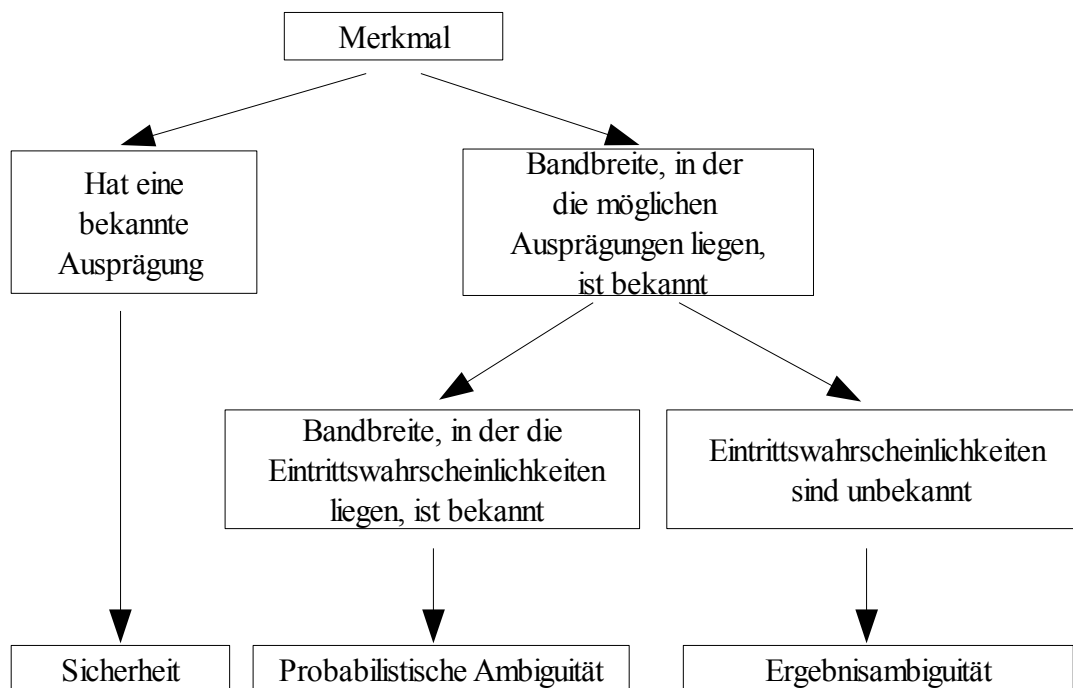 Merkmal
Hat eine
bekannte
Ausprägung
Bandbreite, in der
die möglichen
Ausprägungen liegen,
ist bekannt
Bandbreite, in der die
Eintrittswahrscheinlichkeiten
liegen, ist bekannt
Eintrittswahrscheinlichkeiten
sind unbekannt
Sicherheit
Probabilistische Ambiguität
Ergebnisambiguität